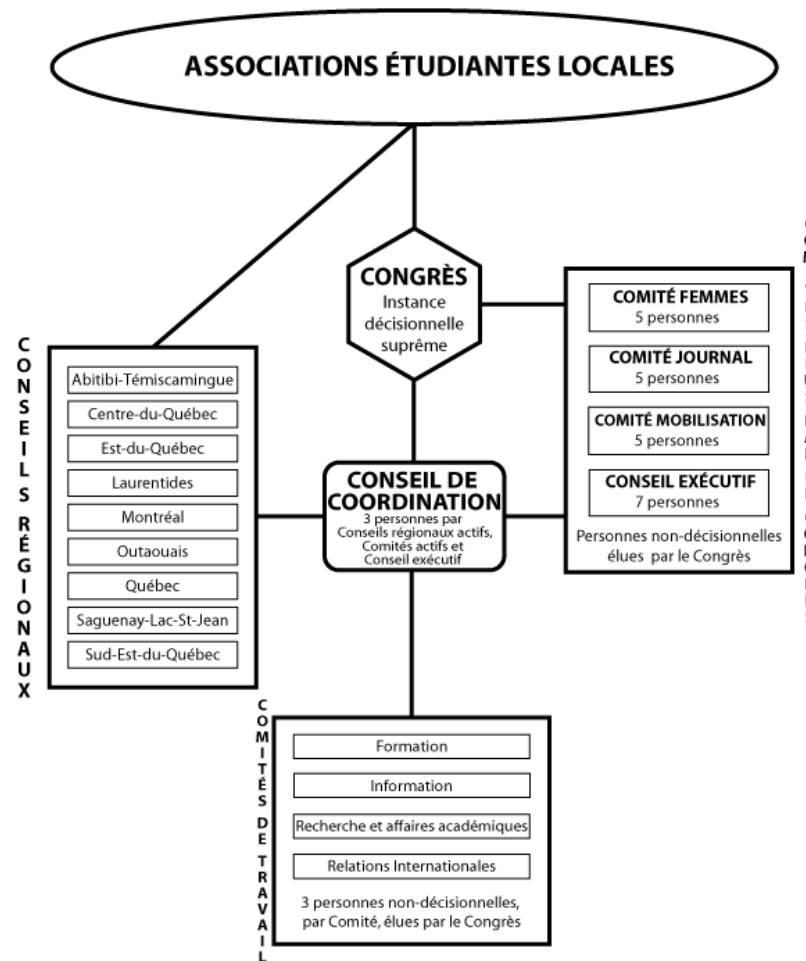 ASSOCIATIONS ÉTUDIANTES LOCALES
CONGRÈS
Instance
décisionnelle
suprême
CONSEILS RÉGIONAUX
Abitibi-Témiscamingue
Centre-du-Québec
Est-du-Québec
Laurentides
Montréal
Outaouais
Québec
Saguenay-Lac-St-Jean
Sud-Est-du-Québec
CONSEIL DE
COORDINATION
3 personnes par
Conseils régionaux actifs,
Comités actifs et
Conseil exécutif
COMITÉ FEMMES
5 personnes
COMITÉ JOURNAL
5 personnes
COMITÉ MOBILISATION
5 personnes
CONSEIL EXÉCUTIF
7 personnes
Personnes non-décisionnelles
élues par le Congrès
COMITÉS DE TRAVAIL
Formation
Information
Recherche et affaires académiques
Relations Internationales
3 personnes non-décisionnelles,
par Comité, élues par le Congrès